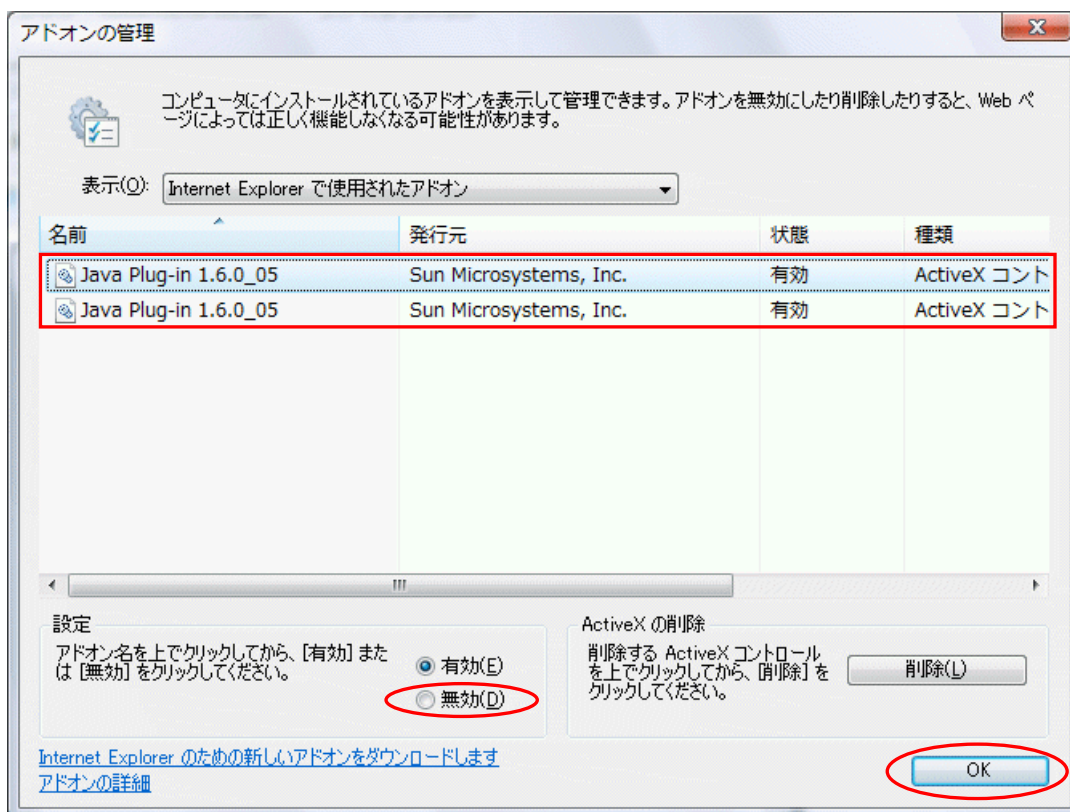 アドオンの管理
コンピュータにインストールされているアドオンを表示して管理できます。アドオンを無効にしたり削除したりすると、Web ペ
ージによっては正しく機能しなくなる可能性があります。
表示(O): Internet Explorer で使用されたアドオン
名前 発行元 状態 種類
Java Plug-in 1.6.0_05 Sun Microsystems, Inc. 有効 ActiveX コント
Java Plug-in 1.6.0_05 Sun Microsystems, Inc. 有効 ActiveX コント
設定
アドオン名を上でクリックしてから、[有効] また
は [無効] をクリックしてください。
有効(E)
無効(D)
ActiveX の削除
削除する ActiveX コントロール
を上でクリックしてから、[削除] を
クリックしてください。
削除(L)
Internet Explorer のための新しいアドオンをダウンロードします
アドオンの詳細
OK